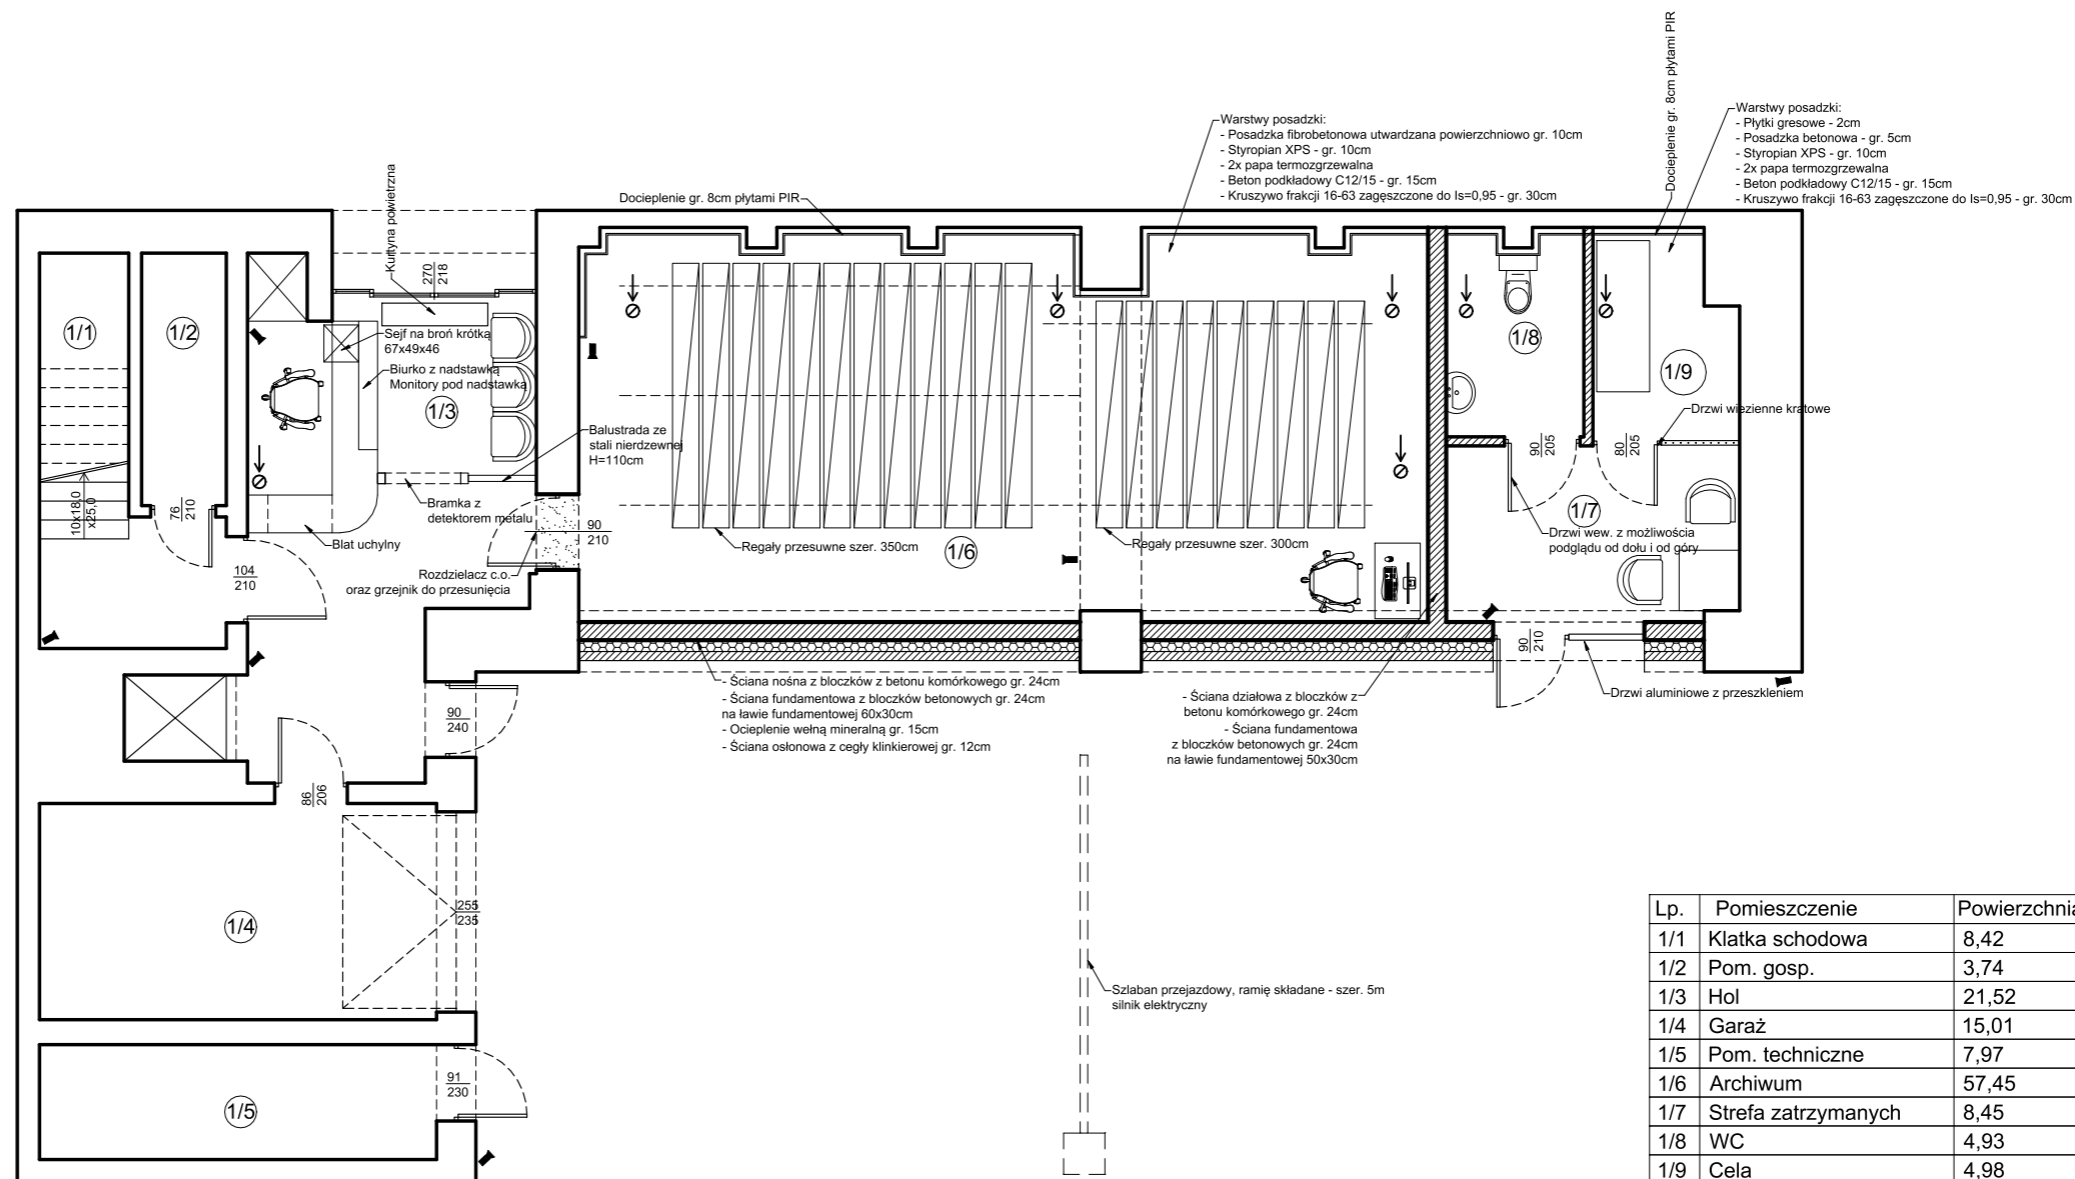 Docieplenie gr. 8cm płytami PIR
Warstwy posadzki:
- Posadzka fibrobetonowa utwardzana powierzchniowo gr. 10cm
- Styropian XPS - gr. 10cm
- 2x papa termozgrzewalna
- Beton podkładowy C12/15 - gr. 15cm
- Kruszywo frakcji 16-63 zagęszczone do Is=0,95 - gr. 30cm
Warstwy posadzki:
- Płytki gresowe - 2cm
- Posadzka betonowa - gr. 5cm
- Styropian XPS - gr. 10cm
- 2x papa termozgrzewalna
- Beton podkładowy C12/15 - gr. 15cm
- Kruszywo frakcji 16-63 zagęszczone do Is=0,95 - gr. 30cm
Docieplenie gr. 8cm płytami PIR
Kurtyna powietrzna
270
218
1/1
1/2
Sejf na broń krótką
67x49x46
Biurko z nadstawką
Monitory pod nadstawką
1/3
1/8
1/9
Drzwi wiezienne kratowe
Balustrada ze
stali nierdzewnej
H=110cm
90
205
80
205
10x18,0
x25,0
76
210
Bramka z
detektorem metalu
90
210
Blat uchylny
Regały przesuwne szer. 350cm
1/6
Regały przesuwne szer. 300cm
1/7
Drzwi wew. z możliwościa
podglądu od dołu i od góry
104
210
Rozdzielacz c.o.
oraz grzejnik do przesunięcia
90
210
- Ściana nośna z bloczków z betonu komórkowego gr. 24cm
- Ściana fundamentowa z bloczków betonowych gr. 24cm
na ławie fundamentowej 60x30cm
- Ocieplenie wełną mineralną gr. 15cm
- Ściana osłonowa z cegły klinkierowej gr. 12cm
- Ściana działowa z bloczków z
betonu komórkowego gr. 24cm
- Ściana fundamentowa
z bloczków betonowych gr. 24cm
na ławie fundamentowej 50x30cm
Drzwi aluminiowe z przeszkleniem
90
240
86
206
1/4
255
235
Szlaban przejazdowy, ramię składane - szer. 5m
silnik elektryczny
91
230
1/5
Lp. Pomieszczenie Powierzchnia
1/1 Klatka schodowa 8,42
1/2 Pom. gosp. 3,74
1/3 Hol 21,52
1/4 Garaż 15,01
1/5 Pom. techniczne 7,97
1/6 Archiwum 57,45
1/7 Strefa zatrzymanych 8,45
1/8 WC 4,93
1/9 Cela 4,98